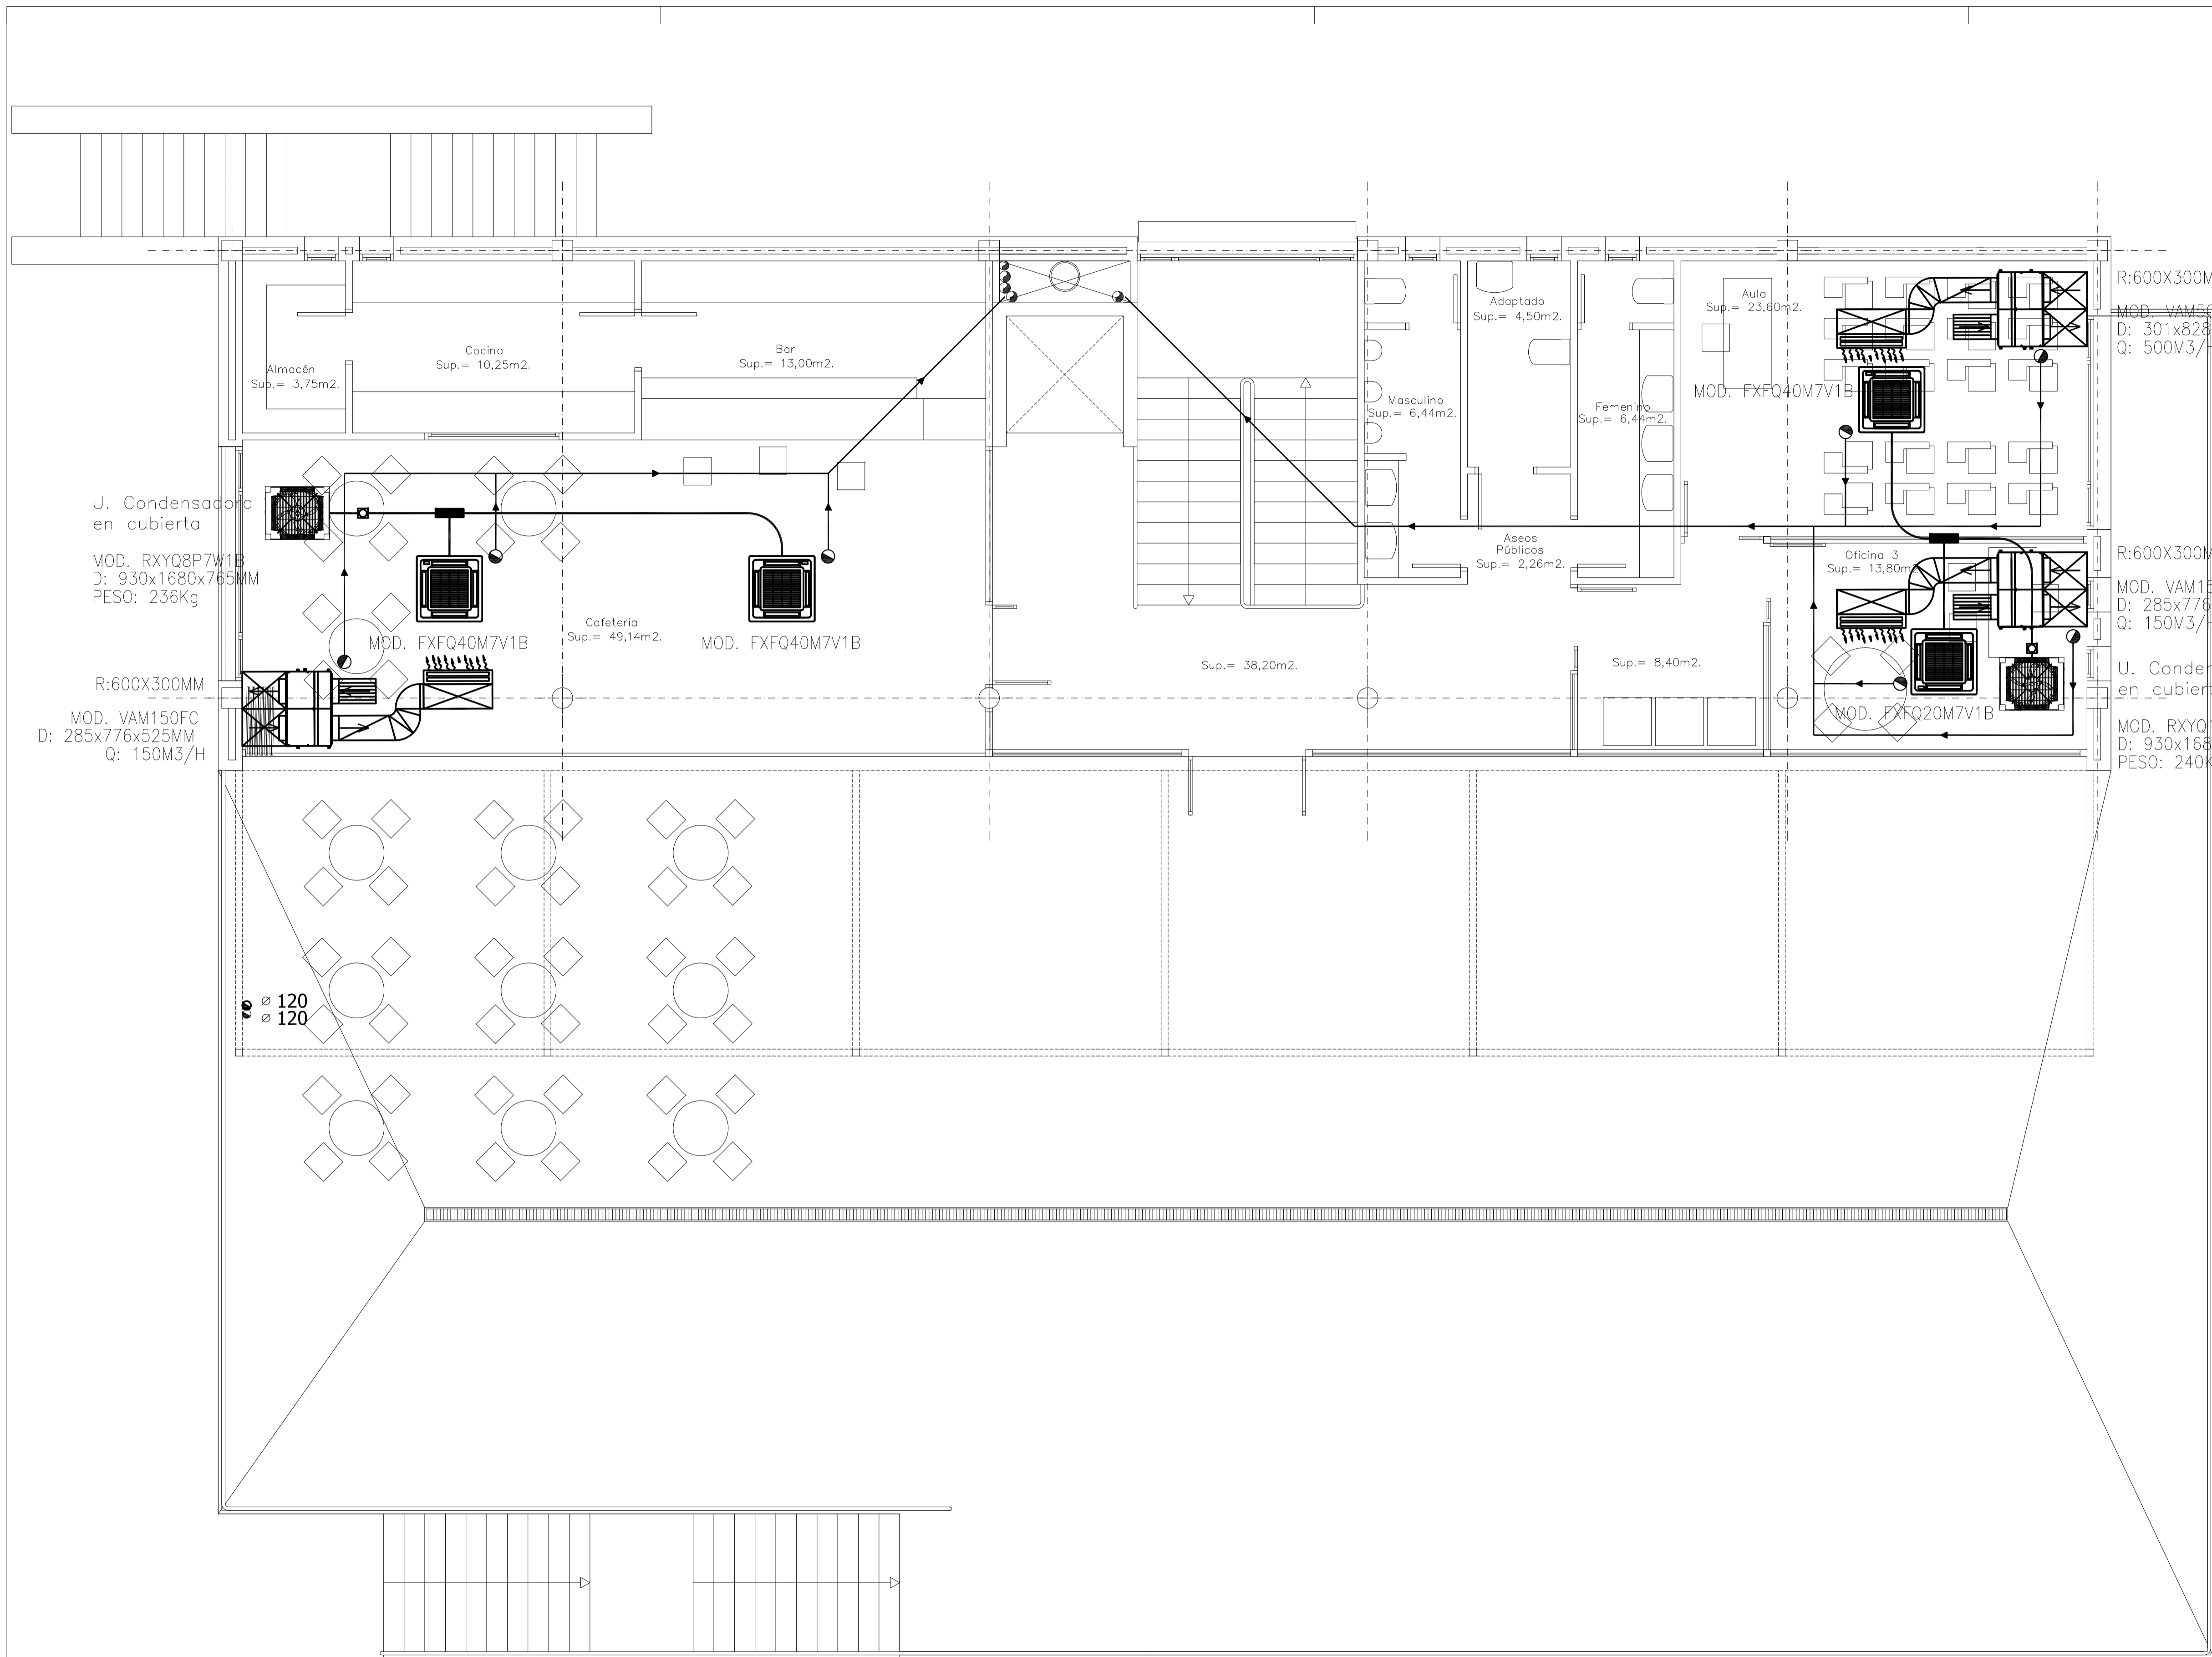 R:600X300M
Aula
Sup.= 23,60m2.
Adaptado
Sup.= 4,50m2.
MOD. VAM50
D: 301x828
Q: 500M3/H
Cocina
Sup.= 10,25m2.
Bar
Sup.= 13,00m2.
Almacén
Sup.= 3,75m2.
MOD. FXFQ40M7V1B
Masculino
Sup.= 6,44m2.
Femenino
Sup.= 6,44m2.
U. Condensadora
en cubierta
MOD. RXYQ8P7W1B
D: 930x1680x765MM
PESO: 236Kg
Aseos
Públicos
Sup.= 2,26m2.
Oficina 3
Sup.= 13,80m2
R:600X300M
MOD. VAM15
D: 285x776
Q: 150M3/H
Cafetería
Sup.= 49,14m2.
MOD. FXFQ40M7V1B
MOD. FXFQ40M7V1B
Sup.= 38,20m2.
Sup.= 8,40m2.
U. Conden
en cubiert
R:600X300MM
MOD. VAM150FC
D: 285x776x525MM
Q: 150M3/H
MOD. FXFQ20M7V1B
MOD. RXYQ
D: 930x168
PESO: 240K
⌀ 120
⌀ 120